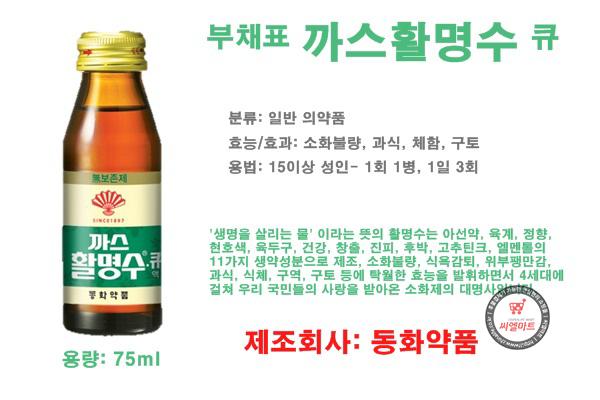 부채표 까스활명수 큐
분류: 일반 의약품
효능/효과: 소화불량, 과식, 체함, 구토
용법: 15이상 성인- 1회 1병, 1일 3회
無보존제
SINCE1897
까스
활명수·큐
액
동화약품
'생명을 살리는 물' 이라는 뜻의 활명수는 아선약, 육계, 정향,
현호색, 육두구, 건강, 창출, 진피, 후박, 고추틴크, 엘멘톨의
11가지 생약성분으로 제조, 소화불량, 식욕감퇴, 위부팽만감,
과식, 식체, 구역, 구토 등에 탁월한 효능을 발휘하면서 4세대에
걸쳐 우리 국민들의 사랑을 받아온 소화제의 대명사입니다
씨엘마트
제조회사: 동화약품
용량: 75ml